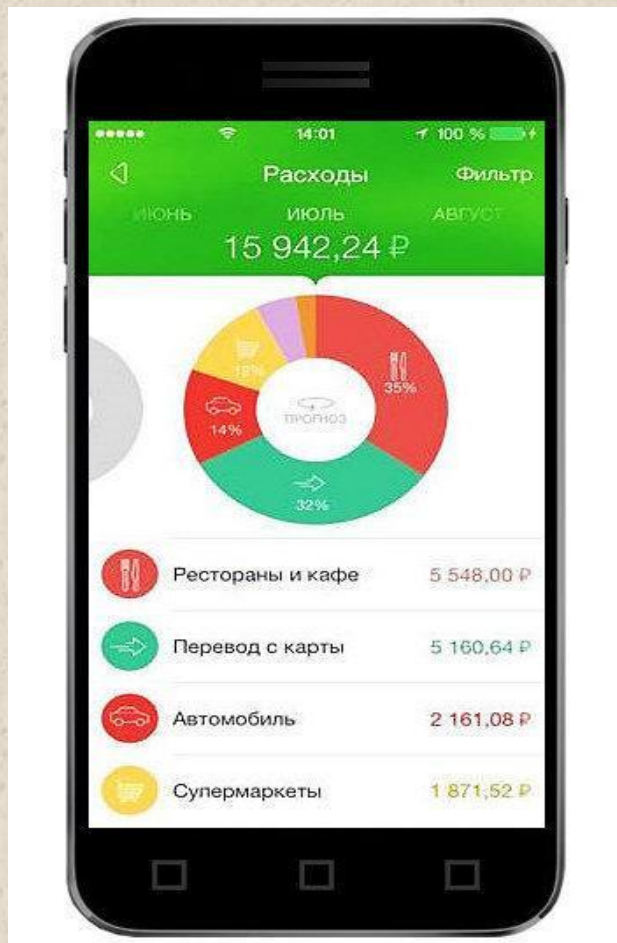 14:01 100 %
Расходы Фильтр
ИЮНЬ ИЮЛЬ АВГУСТ
15 942,24 ₽
35%
14%
ПРОГНОЗ
32%
Рестораны и кафе 5 548,00 ₽
Перевод с карты 5 160,64 ₽
Автомобиль 2 161,08 ₽
Супермаркеты 1 871,52 ₽